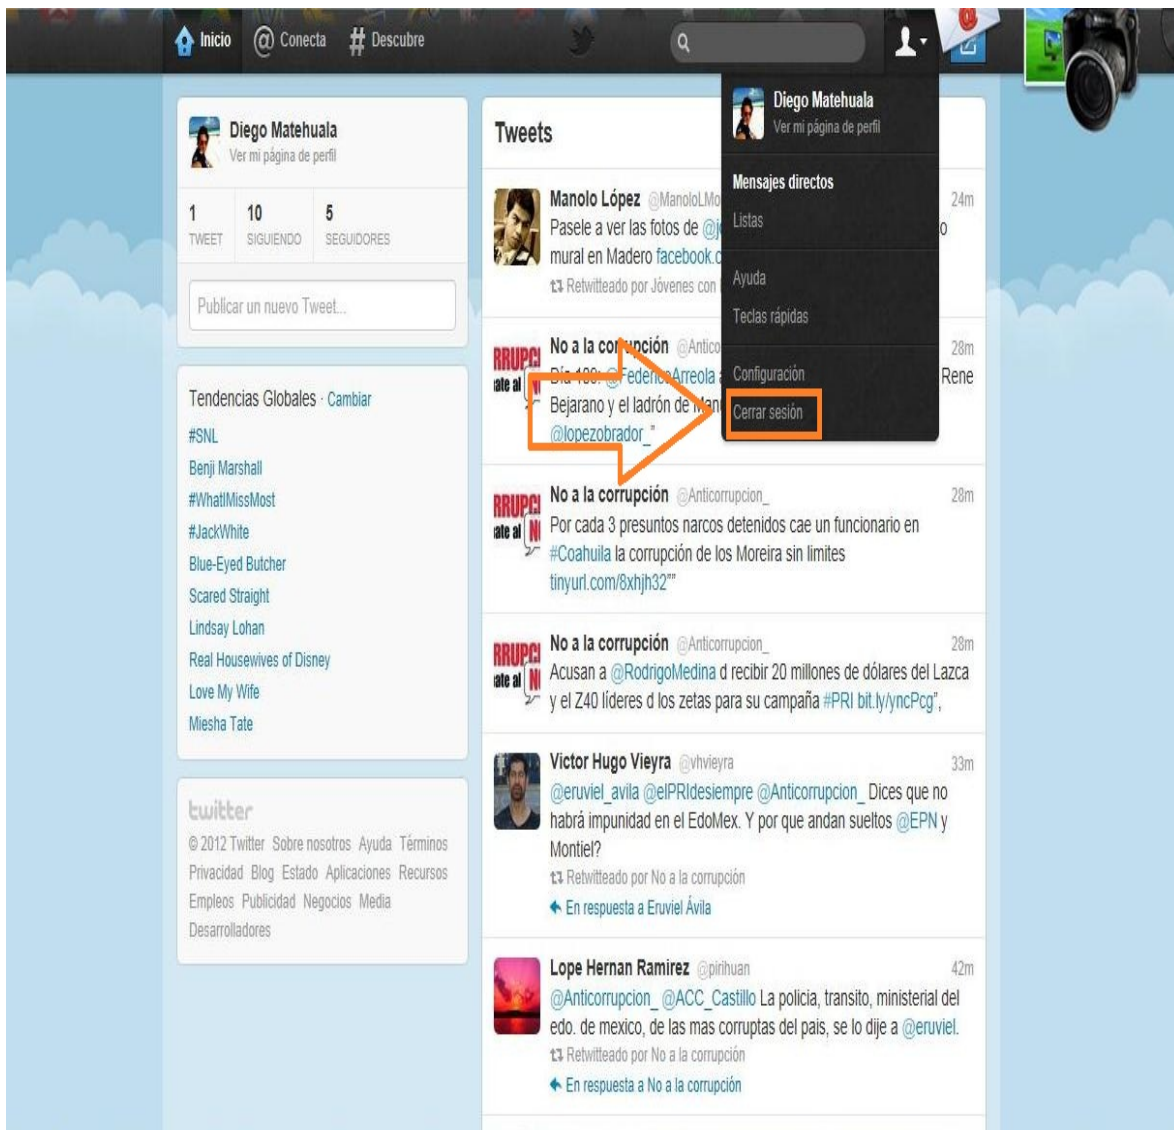 Inicio @ Conecta # Descubre
Diego Matehuala
Ver mi página de perfil
1 10 5
TWEET SIGUIENDO SEGUIDORES
Publicar un nuevo Tweet...
Tendencias Globales · Cambiar
#SNL
Benji Marshall
#WhatIMissMost
#JackWhite
Blue-Eyed Butcher
Scared Straight
Lindsay Lohan
Real Housewives of Disney
Love My Wife
Miesha Tate
twitter
© 2012 Twitter Sobre nosotros Ayuda Términos
Privacidad Blog Estado Aplicaciones Recursos
Empleos Publicidad Negocios Media
Desarrolladores
Diego Matehuala
Ver mi página de perfil
Mensajes directos
Listas
Ayuda
Teclas rápidas
Configuración
Cerrar sesión
Tweets
Manolo López 24m
Pasele a ver las fotos de o
mural en Madero
Retwitteado por Jóvenes con
No a la corrupción 28m
Día @FedericoArreola Rene
Bejarano y el ladrón de
@lopezobrador_"
RRUPCI
ate al N
No a la corrupción @Anticorrupcion_ 28m
Por cada 3 presuntos narcos detenidos cae un funcionario en
#Coahuila la corrupción de los Moreira sin limites
tinyurl.com/8xhjh32""
RRUPCI
ate al N
No a la corrupción @Anticorrupcion_ 28m
Acusan a @RodrigoMedina d recibir 20 millones de dólares del Lazca
y el Z40 líderes d los zetas para su campaña #PRI bit.ly/yncPcg",
Victor Hugo Vieyra @vhvieyra 33m
@eruviel_avila @elPRIdesiempre @Anticorrupcion_ Dices que no
habrá impunidad en el EdoMex. Y por que andan sueltos @EPN y
Montiel?
Retwitteado por No a la corrupción
En respuesta a Eruviel Ávila
Lope Hernan Ramirez @pirihuan 42m
@Anticorrupcion_ @ACC_Castillo La policia, transito, ministerial del
edo. de mexico, de las mas corruptas del pais, se lo dije a @eruviel.
Retwitteado por No a la corrupción
En respuesta a No a la corrupción